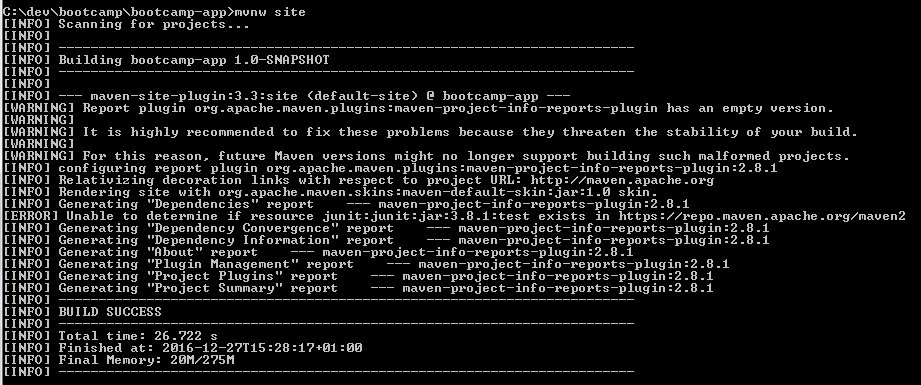 C:\dev\bootcamp\bootcamp-app>mvnw site
[INFO] Scanning for projects...
[INFO]
[INFO] ------------------------------------------------------------------------
[INFO] Building bootcamp-app 1.0-SNAPSHOT
[INFO] ------------------------------------------------------------------------
[INFO]
[INFO] --- maven-site-plugin:3.3:site (default-site) @ bootcamp-app ---
[WARNING] Report plugin org.apache.maven.plugins:maven-project-info-reports-plugin has an empty version.
[WARNING]
[WARNING] It is highly recommended to fix these problems because they threaten the stability of your build.
[WARNING]
[WARNING] For this reason, future Maven versions might no longer support building such malformed projects.
[INFO] configuring report plugin org.apache.maven.plugins:maven-project-info-reports-plugin:2.8.1
[INFO] Relativizing decoration links with respect to project URL: http://maven.apache.org
[INFO] Rendering site with org.apache.maven.skins:maven-default-skin:jar:1.0 skin.
[INFO] Generating "Dependencies" report    --- maven-project-info-reports-plugin:2.8.1
[ERROR] Unable to determine if resource junit:junit:jar:3.8.1:test exists in https://repo.maven.apache.org/maven2
[INFO] Generating "Dependency Convergence" report    --- maven-project-info-reports-plugin:2.8.1
[INFO] Generating "Dependency Information" report    --- maven-project-info-reports-plugin:2.8.1
[INFO] Generating "About" report    --- maven-project-info-reports-plugin:2.8.1
[INFO] Generating "Plugin Management" report    --- maven-project-info-reports-plugin:2.8.1
[INFO] Generating "Project Plugins" report    --- maven-project-info-reports-plugin:2.8.1
[INFO] Generating "Project Summary" report    --- maven-project-info-reports-plugin:2.8.1
[INFO] ------------------------------------------------------------------------
[INFO] BUILD SUCCESS
[INFO] ------------------------------------------------------------------------
[INFO] Total time: 26.722 s
[INFO] Finished at: 2016-12-27T15:28:17+01:00
[INFO] Final Memory: 20M/275M
[INFO] ------------------------------------------------------------------------